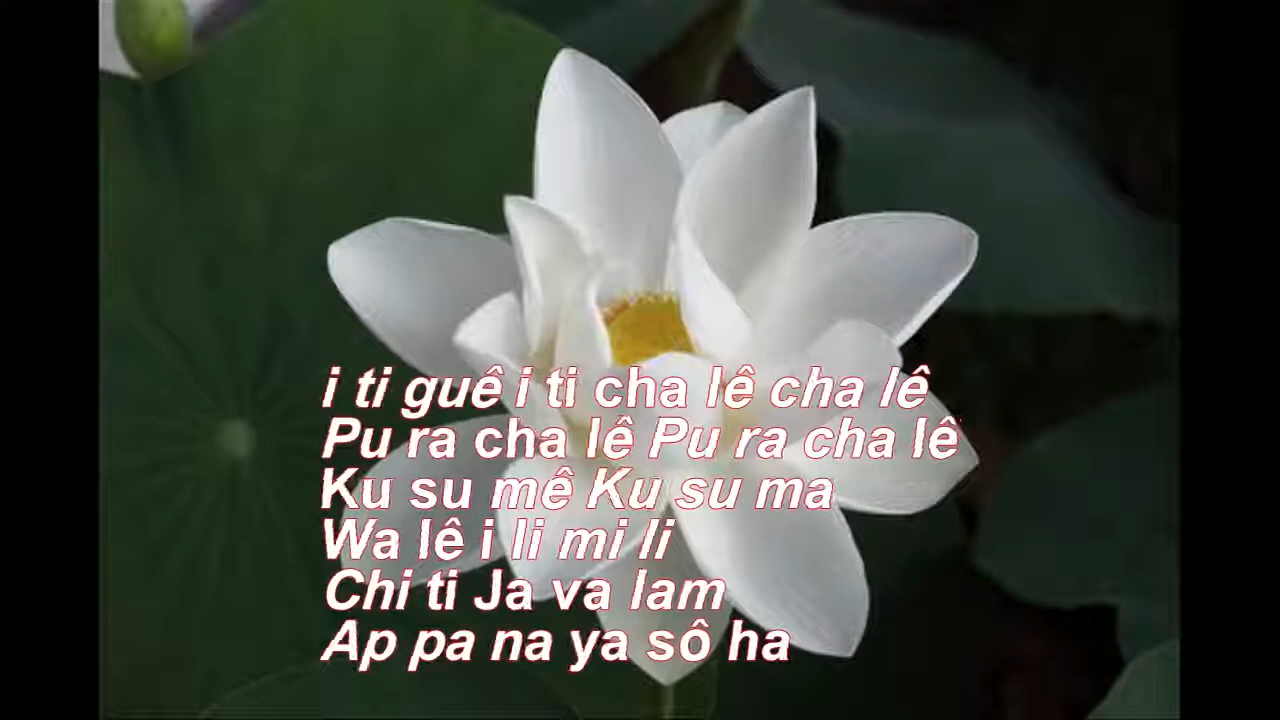 i ti guê i ti cha lê cha lê
Pu ra cha lê Pu ra cha lê
Ku su mê Ku su ma
Wa lê i li mi li
Chi ti Ja va lam
Ap pa na ya sô ha